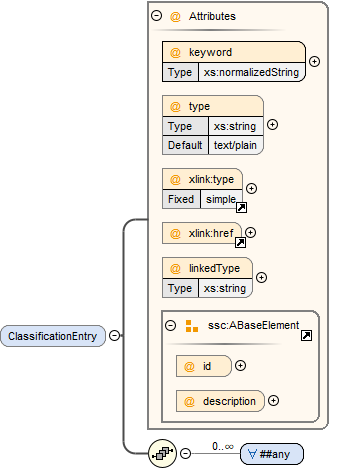 @ Attributes
@ keyword
Type xs:normalizedString
@ type
Type xs:string
Default text/plain
@ xlink:type
Fixed simple
@ xlink:href
@ linkedType
Type xs:string
ClassificationEntry
ssc:ABaseElement
@ id
@ description
0..∞
∀ ##any